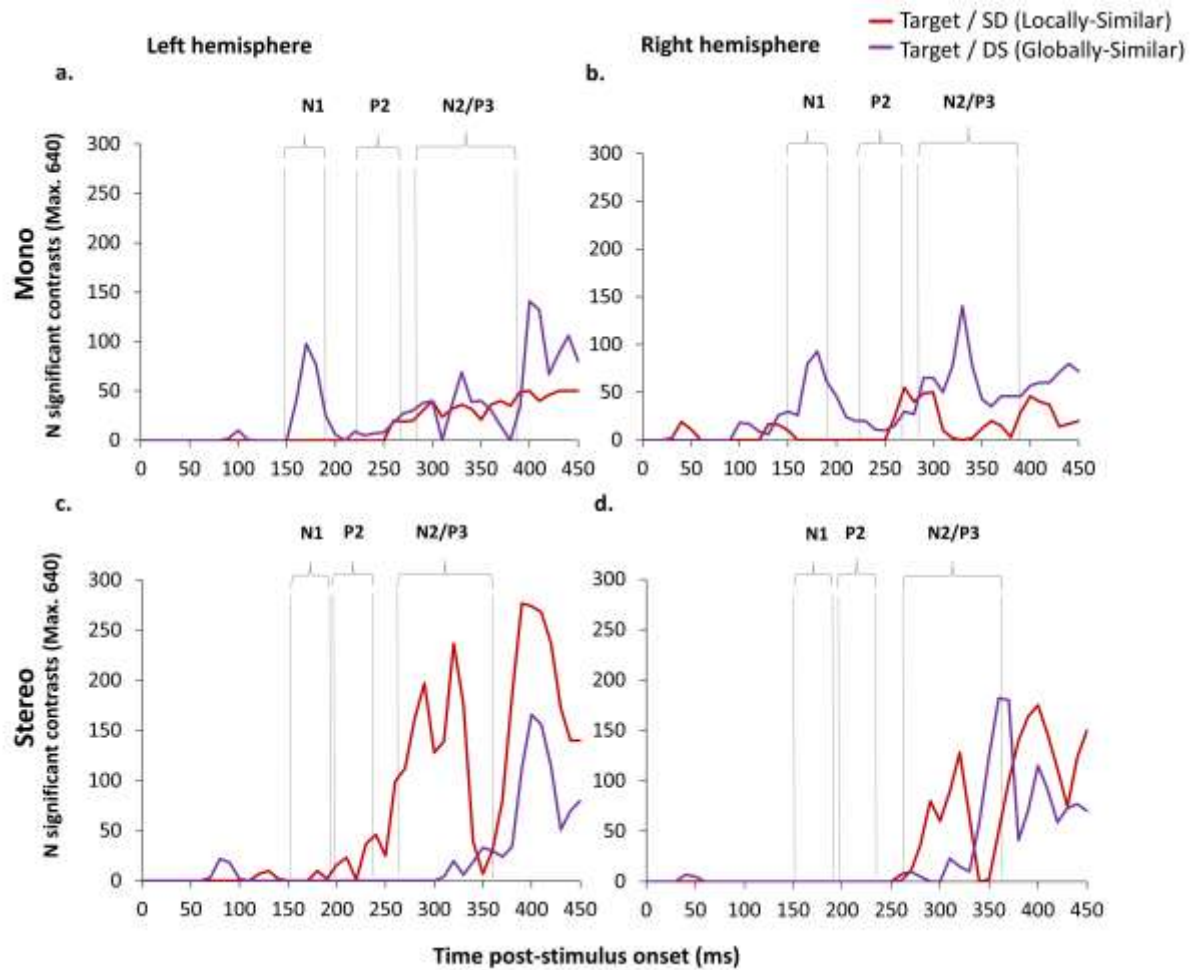 Target / SD (Locally-Similar)
Target / DS (Globally-Similar)
Left hemisphere
Right hemisphere
a.
b.
N1 P2 N2/P3
N1 P2 N2/P3
Mono
N significant contrasts (Max. 640)
300
250
200
150
100
50
0
0 50 100 150 200 250 300 350 400 450
300
250
200
150
100
50
0
0 50 100 150 200 250 300 350 400 450
c.
d.
N1 P2 N2/P3
N1 P2 N2/P3
Stereo
N significant contrasts (Max. 640)
300
250
200
150
100
50
0
0 50 100 150 200 250 300 350 400 450
300
250
200
150
100
50
0
0 50 100 150 200 250 300 350 400 450
Time post-stimulus onset (ms)